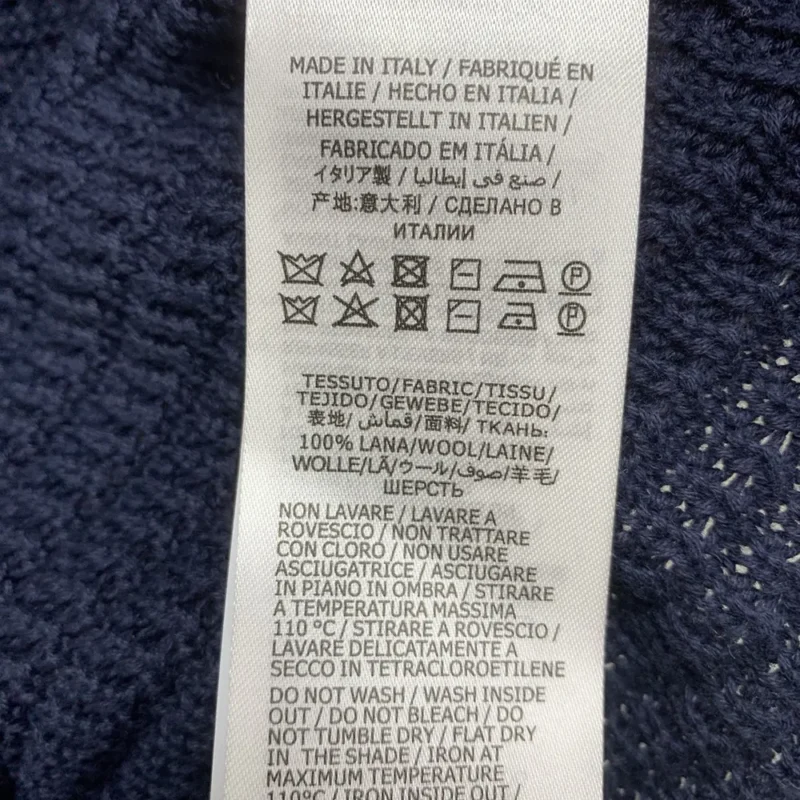 MADE IN ITALY / FABRIQUÉ EN
ITALIE / HECHO EN ITALIA /
HERGESTELLT IN ITALIEN /
FABRICADO EM ITÁLIA /
イタリア製 / صنع في إيطاليا /
产地:意大利 / СДЕЛАНО В
ИТАЛИИ
P
P
TESSUTO/FABRIC/TISSU/
TEJIDO/GEWEBE/TECIDO/
表地/ قماش/面料/ ТКАНЬ:
100% LANA/WOOL/LAINE/
WOLLE/LÃ/ウール/صوف/羊毛/
ШЕРСТЬ
NON LAVARE / LAVARE A
ROVESCIO / NON TRATTARE
CON CLORO / NON USARE
ASCIUGATRICE / ASCIUGARE
IN PIANO IN OMBRA / STIRARE
A TEMPERATURA MASSIMA
110 °C / STIRARE A ROVESCIO /
LAVARE DELICATAMENTE A
SECCO IN TETRACLOROETILENE
DO NOT WASH / WASH INSIDE
OUT / DO NOT BLEACH / DO
NOT TUMBLE DRY / FLAT DRY
IN THE SHADE / IRON AT
MAXIMUM TEMPERATURE
110°C / IRON INSIDE OUT /